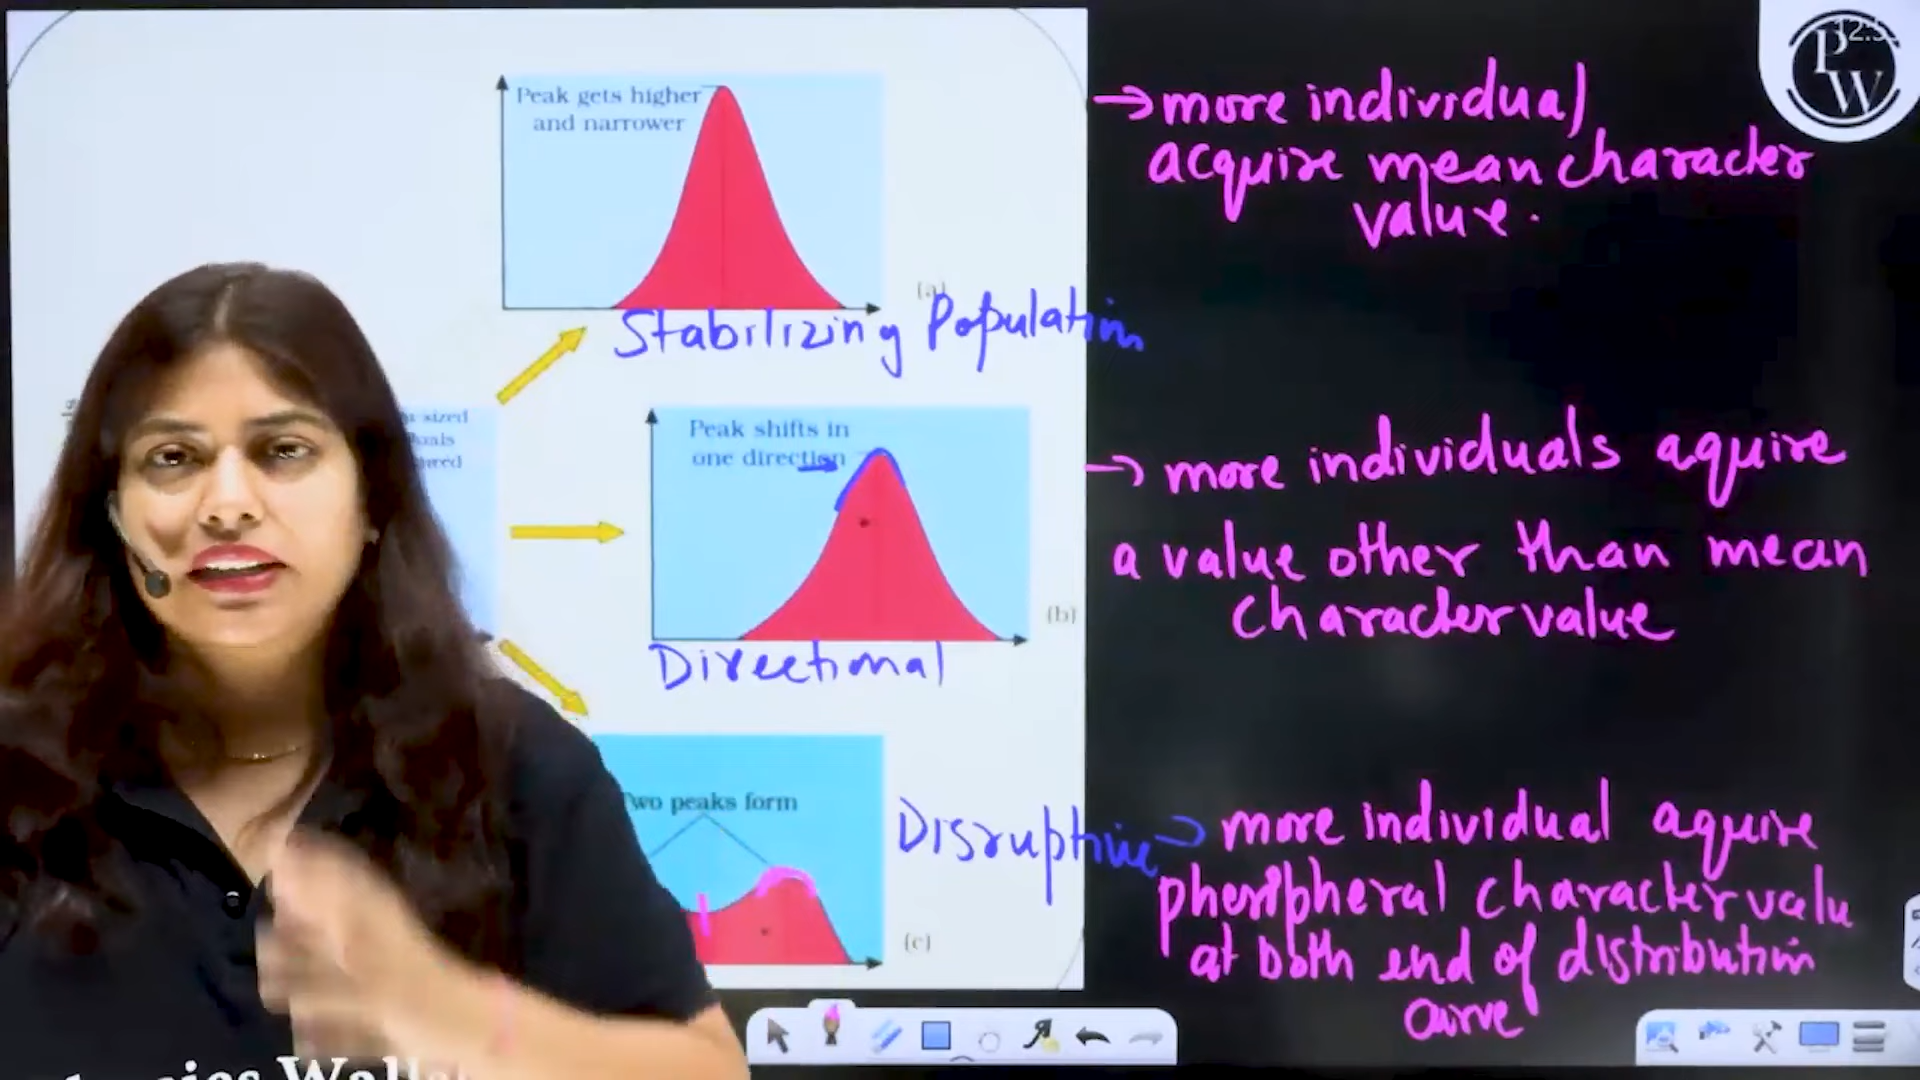 PW
Peak gets higher
and narrower
→ more individual
acquire mean character
value.
(a)
Stabilizing Population
sized
Peak shifts in
one direction
→ more individuals aquire
a value other than mean
character value
(b)
Directional
Two peaks form
Disruptive → more individual aquire
pheripheral character valu
at both end of distribution
curve
(c)